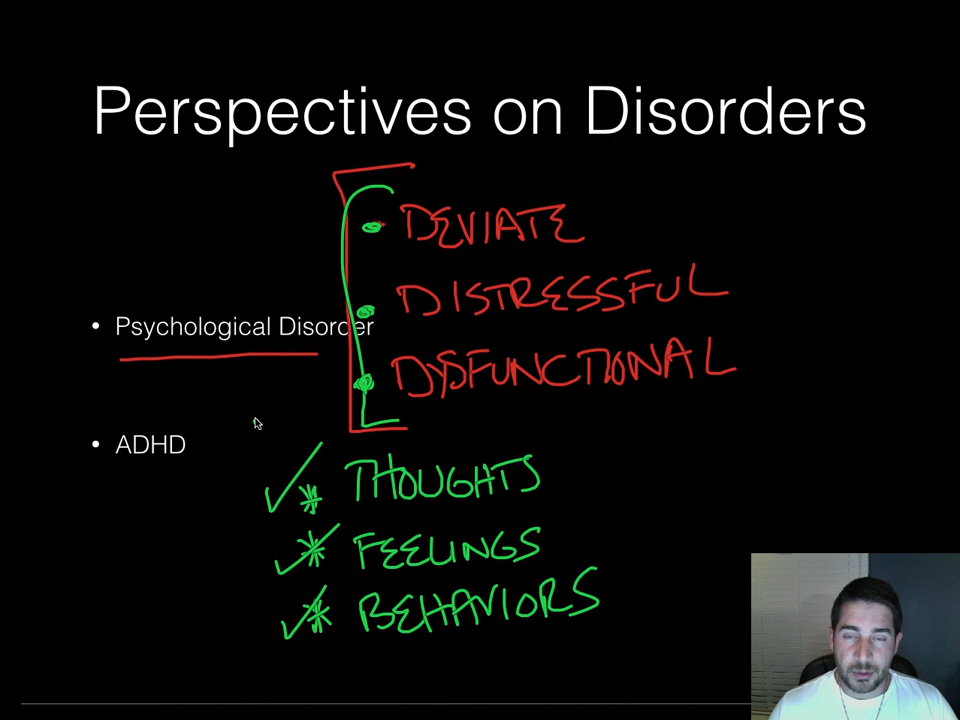 Perspectives on Disorders
DEVIATE
DISTRESSFUL
• Psychological Disorder
DYSFUNCTIONAL
• ADHD
THOUGHTS
FEELINGS
BEHAVIORS